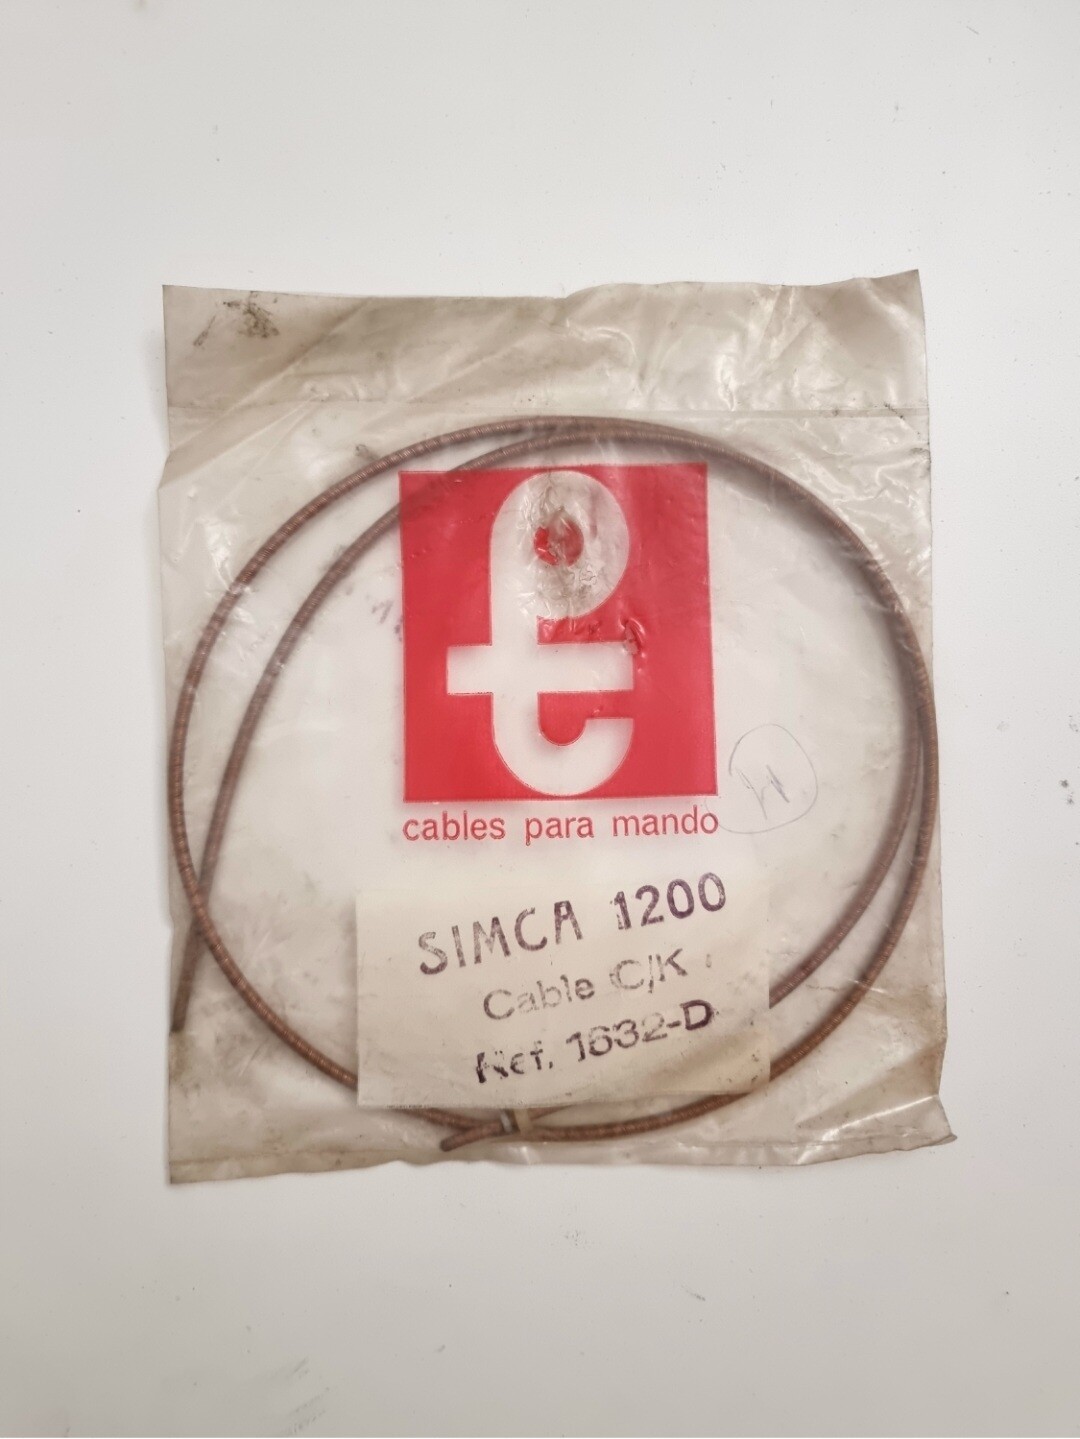 cables para mando
SIMCA 1200
Cable C/K
Ref. 1632-D